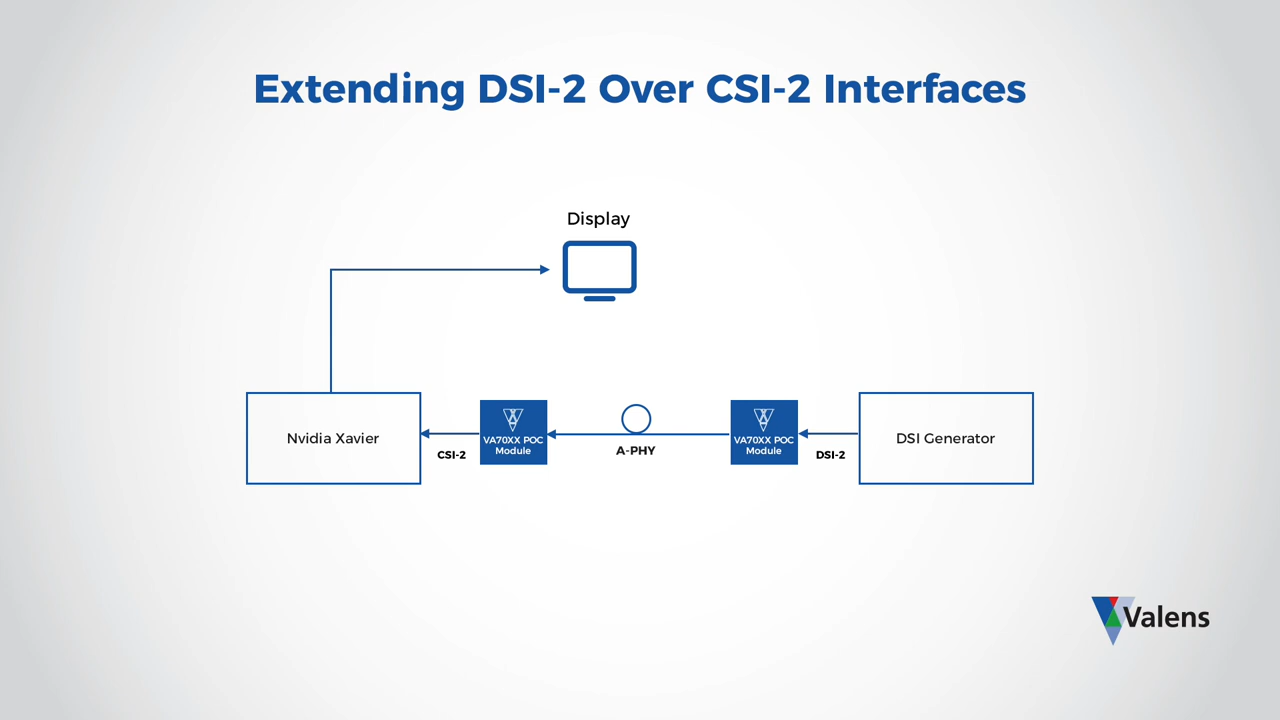 Extending DSI-2 Over CSI-2 Interfaces
Display
Nvidia Xavier
CSI-2
VA70XX POC
Module
A-PHY
VA70XX POC
Module
DSI-2
DSI Generator
Valens